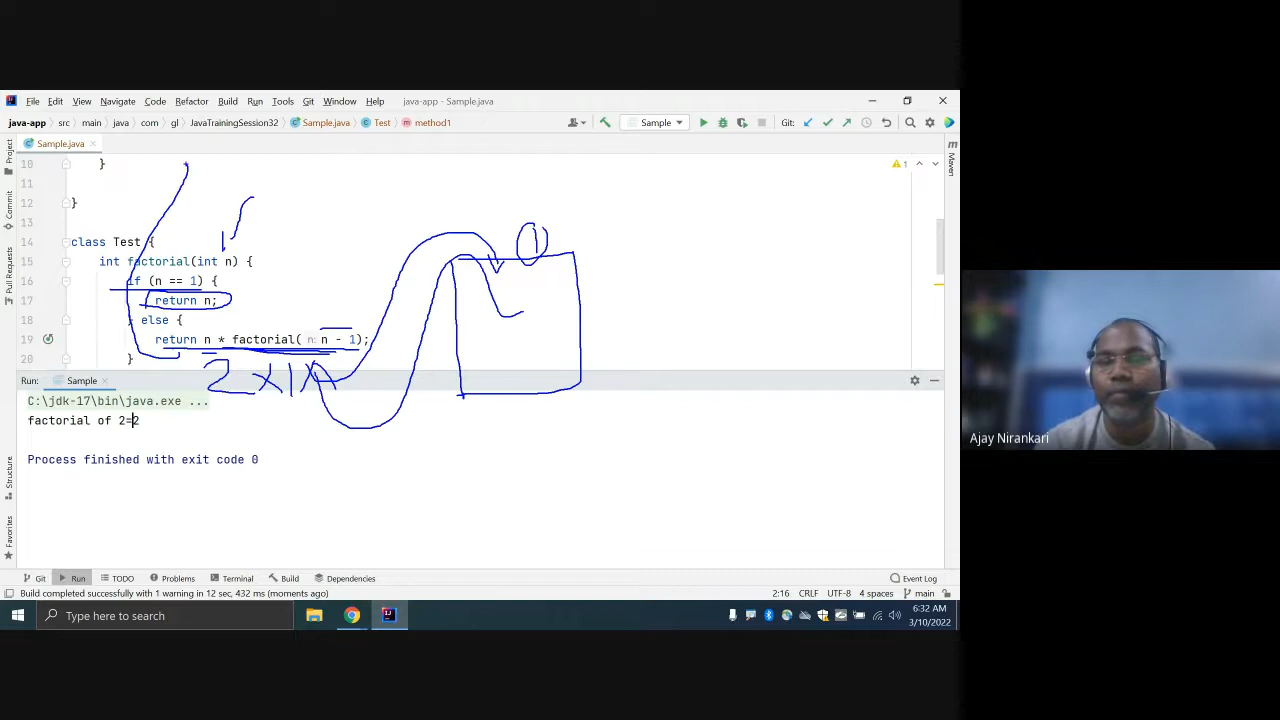 File Edit View Navigate Code Refactor Build Run Tools Git Window Help java-app - Sample.java
java-app src main java com gl JavaTrainingSession32 Sample.java Test method1 Sample Git:
Sample.java
Project
Commit
Pull Requests
Structure
Favorites
Maven
10 }
11
12 }
13
14 class Test {
15 int factorial(int n) {
16 if (n == 1) {
17 return n;
18 } else {
19 return n * factorial( n: n - 1);
20 }
1
1
2 x 1
1
Run: Sample
C:\jdk-17\bin\java.exe ...
factorial of 2=2
Process finished with exit code 0
Ajay Nirankari
Git Run TODO Problems Terminal Build Dependencies Event Log
Build completed successfully with 1 warning in 12 sec, 432 ms (moments ago) 2:16 CRLF UTF-8 4 spaces main
Type here to search
6:32 AM
3/10/2022